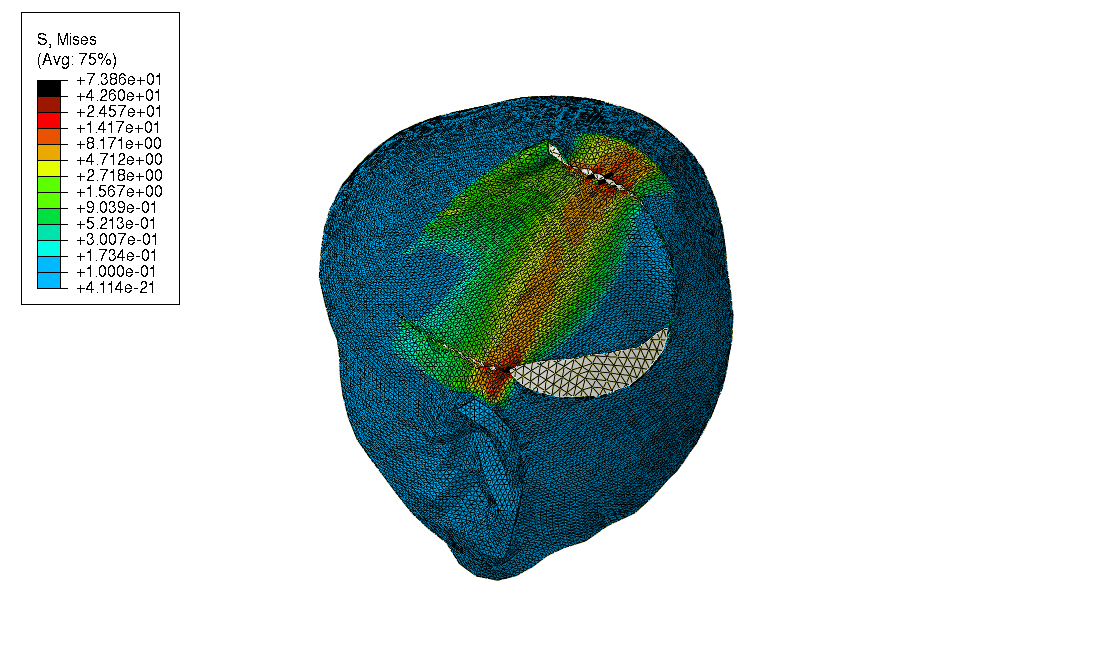 S, Mises
(Avg: 75%)
+7.386e+01
+4.260e+01
+2.457e+01
+1.417e+01
+8.171e+00
+4.712e+00
+2.718e+00
+1.567e+00
+9.039e-01
+5.213e-01
+3.007e-01
+1.734e-01
+1.000e-01
+4.114e-21